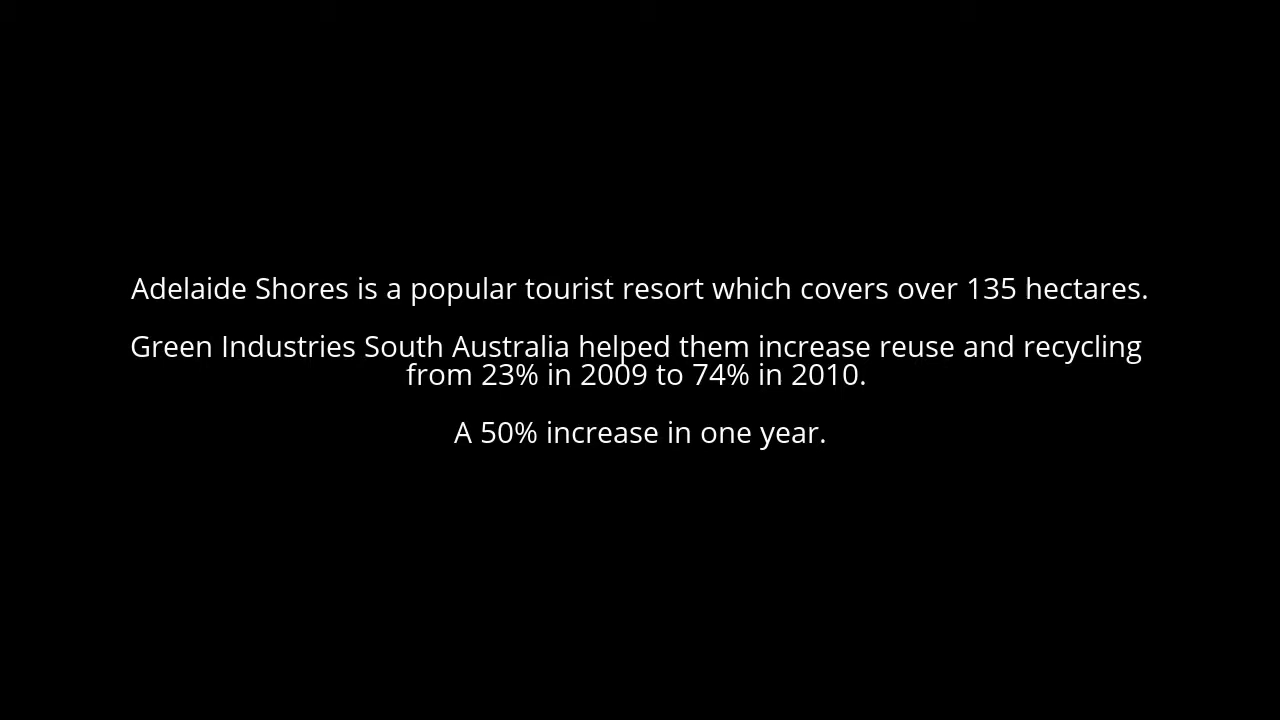 Adelaide Shores is a popular tourist resort which covers over 135 hectares.
Green Industries South Australia helped them increase reuse and recycling
from 23% in 2009 to 74% in 2010.
A 50% increase in one year.